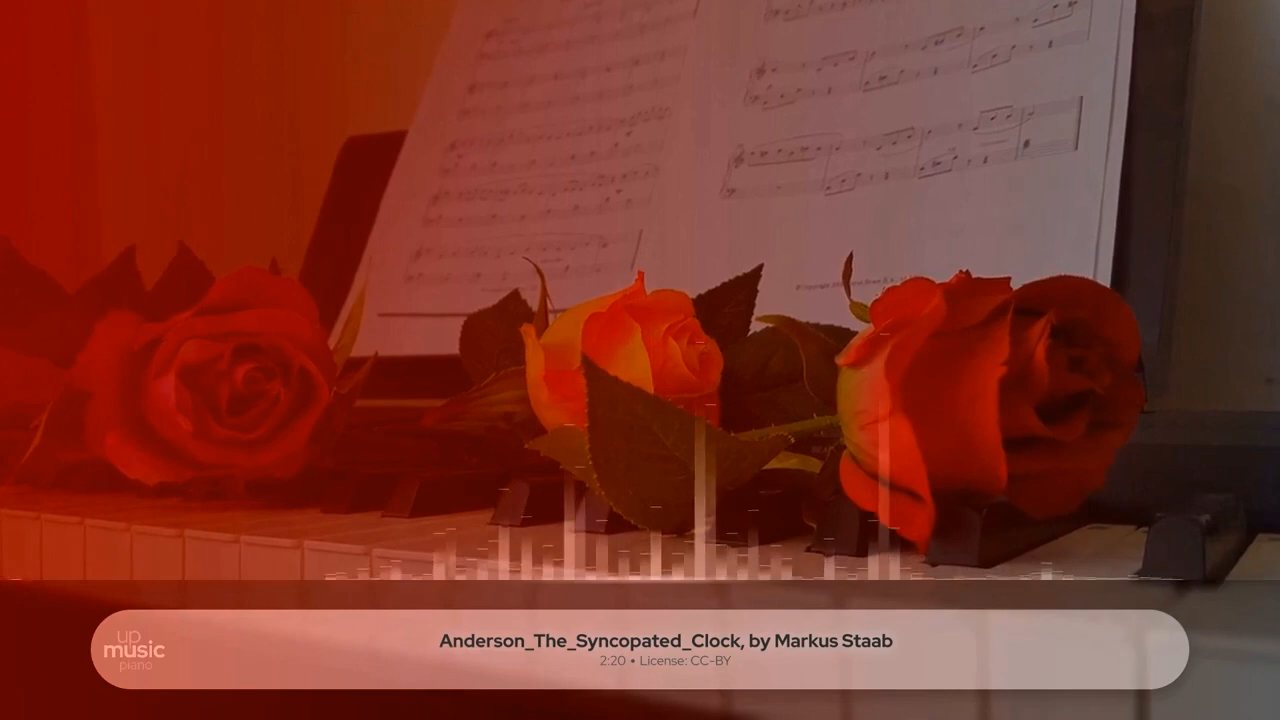 up
music
piano
Anderson_The_Syncopated_Clock, by Markus Staab
2:20 • License: CC-BY